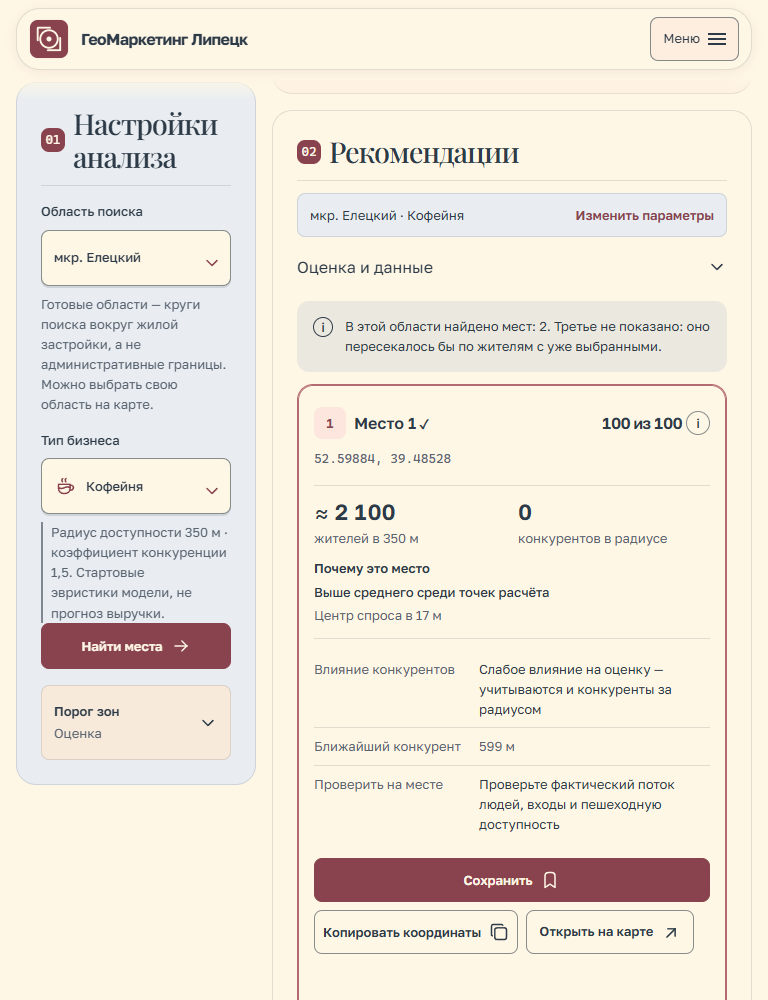 ГеоМаркетинг Липецк
Меню
01
Настройки
анализа
Область поиска
мкр. Елецкий
Готовые области — круги
поиска вокруг жилой
застройки, а не
административные границы.
Можно выбрать свою
область на карте.
Тип бизнеса
Кофейня
Радиус доступности 350 м ·
коэффициент конкуренции
1,5. Стартовые
эвристики модели, не
прогноз выручки.
Найти места
Порог зон
Оценка
02
Рекомендации
мкр. Елецкий · Кофейня
Изменить параметры
Оценка и данные
В этой области найдено мест: 2. Третье не показано: оно
пересекалось бы по жителям с уже выбранными.
1
Место 1 ✓
100 из 100
52.59884, 39.48528
≈ 2 100
жителей в 350 м
0
конкурентов в радиусе
Почему это место
Выше среднего среди точек расчёта
Центр спроса в 17 м
Влияние конкурентов
Слабое влияние на оценку —
учитываются и конкуренты за
радиусом
Ближайший конкурент
599 м
Проверить на месте
Проверьте фактический поток
людей, входы и пешеходную
доступность
Сохранить
Копировать координаты
Открыть на карте